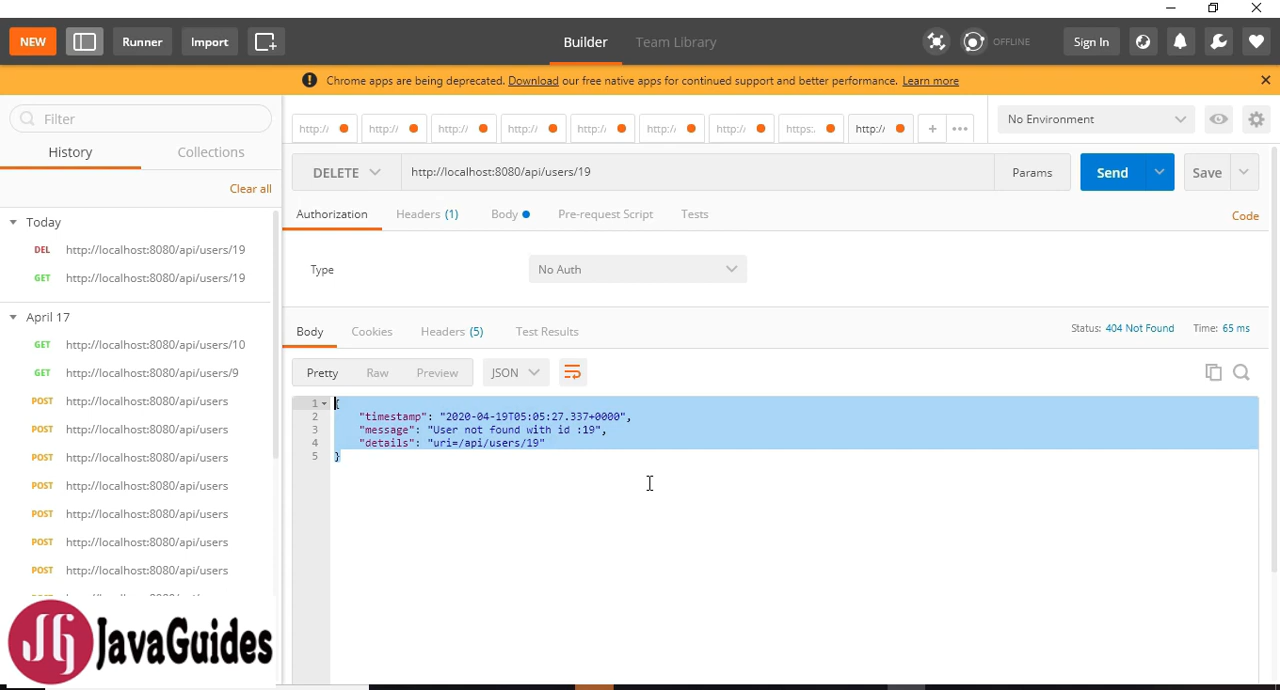 NEW
Runner
Import
Builder
Team Library
OFFLINE
Sign In
Chrome apps are being deprecated. Download our free native apps for continued support and better performance. Learn more
Filter
History
Collections
Clear all
Today
DEL http://localhost:8080/api/users/19
GET http://localhost:8080/api/users/19
April 17
GET http://localhost:8080/api/users/10
GET http://localhost:8080/api/users/9
POST http://localhost:8080/api/users
POST http://localhost:8080/api/users
POST http://localhost:8080/api/users
POST http://localhost:8080/api/users
POST http://localhost:8080/api/users
POST http://localhost:8080/api/users
POST http://localhost:8080/api/users
JavaGuides
http:// http:// http:// http:// http:// http:// http:// https: http:// + •••
No Environment
DELETE http://localhost:8080/api/users/19 Params Send Save
Authorization Headers (1) Body Pre-request Script Tests Code
Type No Auth
Body Cookies Headers (5) Test Results Status: 404 Not Found Time: 65 ms
Pretty Raw Preview JSON
1 {
2 "timestamp": "2020-04-19T05:05:27.337+0000",
3 "message": "User not found with id :19",
4 "details": "uri=/api/users/19"
5 }